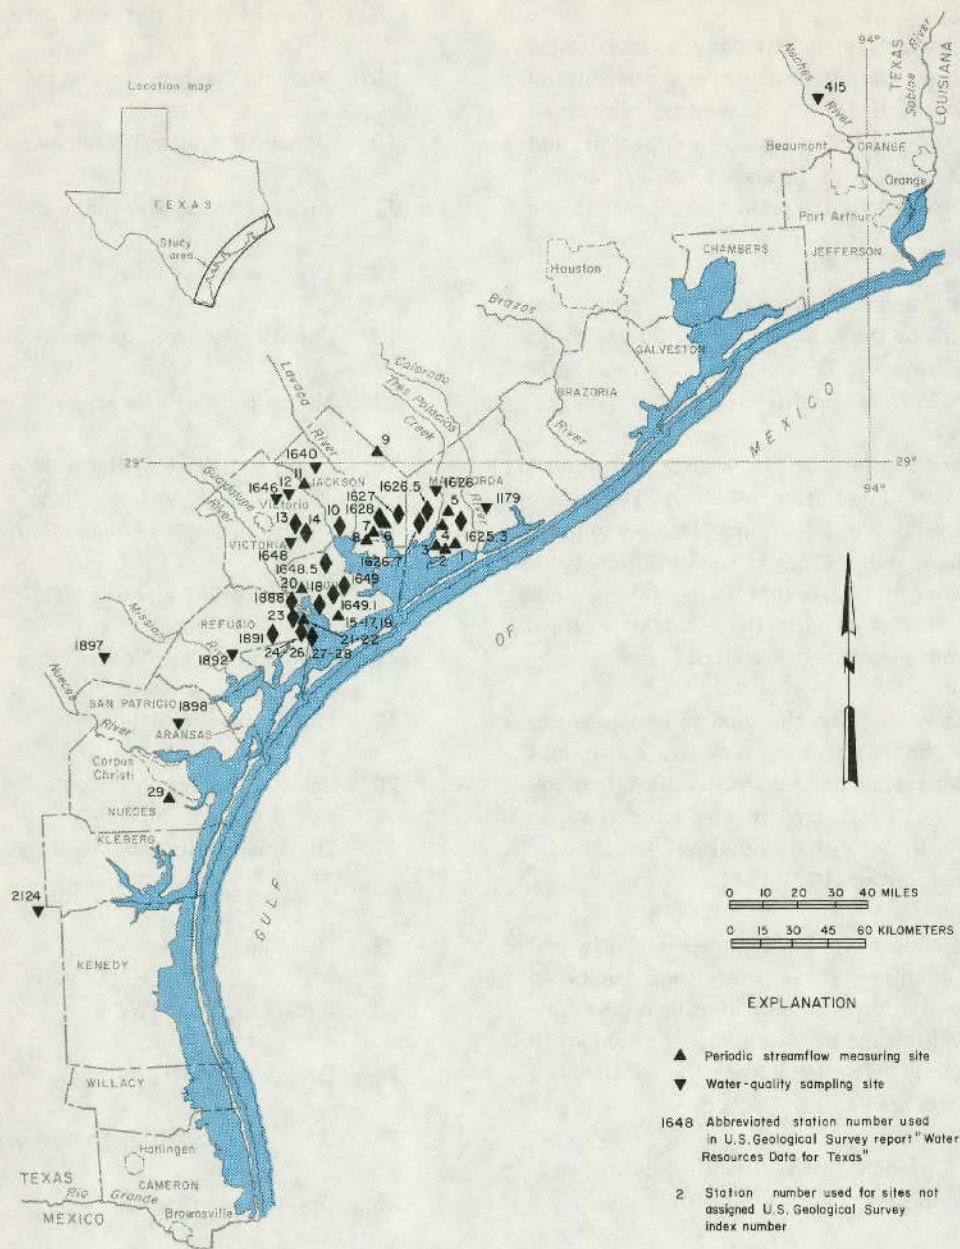 Location map
TEXAS
Study
area
94°
TEXAS
Sabine River
LOUISIANA
Neches
River
415
Beaumont
ORANGE
Orange
Port Arthur
CHAMBERS
JEFFERSON
Houston
Brazos
River
GALVESTON
BRAZORIA
MEXICO
OF
GULF
Colorado
River
Tres Palacios
Creek
Lavaca
River
9
29°
29°
94°
1640
11
12
JACKSON
1646
Victoria
Guadalupe
River
13
14
10
1627
1628
1626.5
MATAGORDA
1626
5
1179
7
8
6
4
3
2
1
1625.3
1626.7
VICTORIA
1648
1648.5
20
18
1649
1888
1649.1
23
15-17,19
REFUGIO
1891
21-22
24-26
27-28
1892
Mission
River
1897
Nueces
River
SAN PATRICIO
1898
ARANSAS
Corpus
Christi
29
NUECES
KLEBERG
2124
KENEDY
WILLACY
Harlingen
CAMERON
TEXAS
Rio Grande
MEXICO
Brownsville
N
0 10 20 30 40 MILES
0 15 30 45 60 KILOMETERS
EXPLANATION
Periodic streamflow measuring site
Water-quality sampling site
1648 Abbreviated station number used
in U.S. Geological Survey report "Water
Resources Data for Texas"
2 Station number used for sites not
assigned U.S. Geological Survey
index number